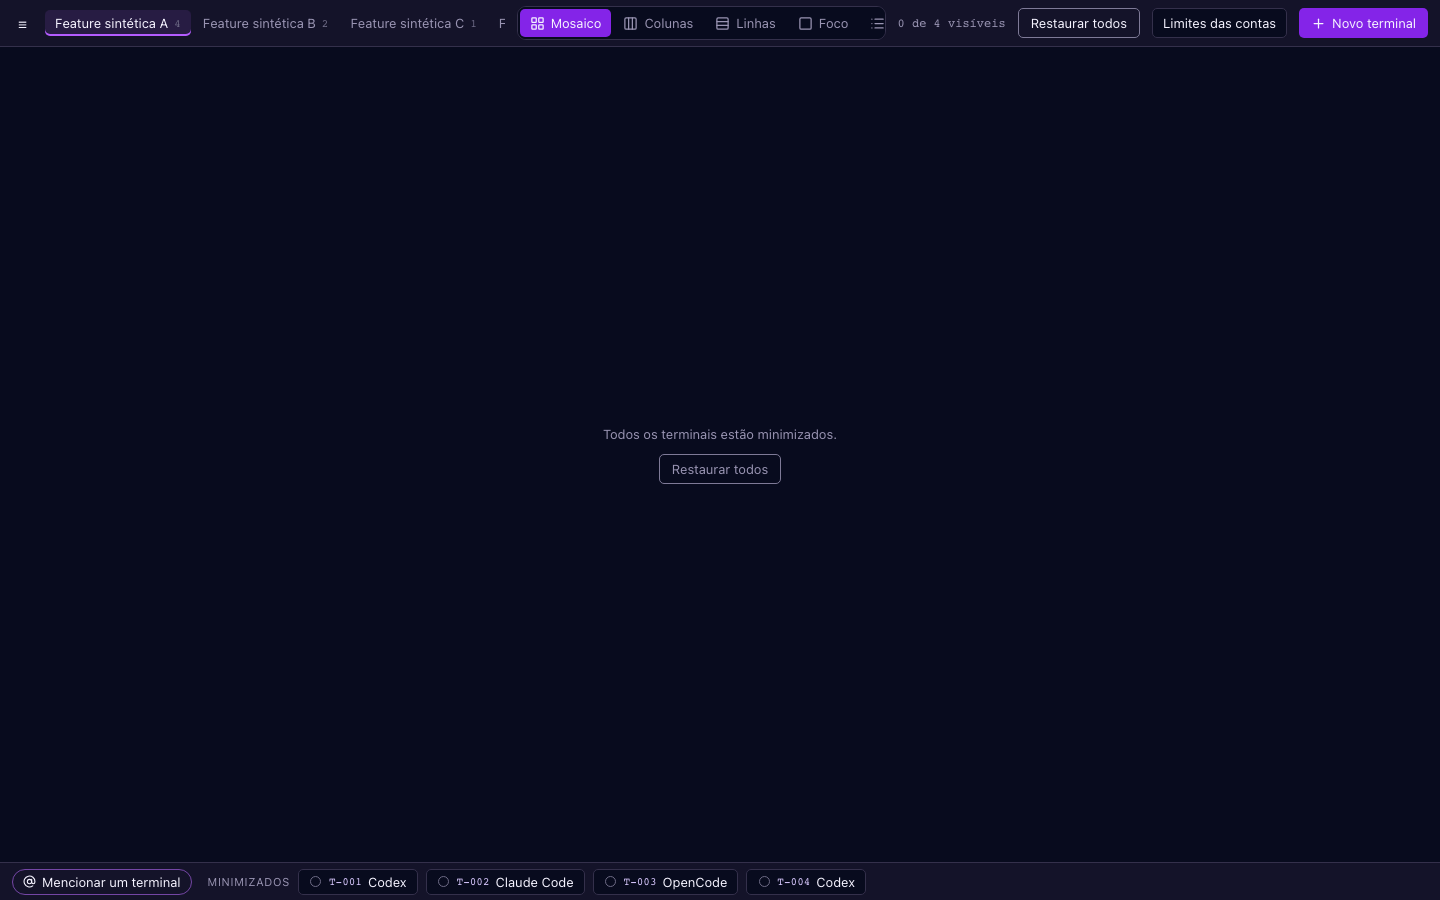 ≡ Feature sintética A 4 Feature sintética B 2 Feature sintética C 1 F Mosaico Colunas Linhas Foco 0 de 4 visíveis Restaurar todos Limites das contas + Novo terminal
Todos os terminais estão minimizados.
Restaurar todos
@ Mencionar um terminal MINIMIZADOS T-001 Codex T-002 Claude Code T-003 OpenCode T-004 Codex